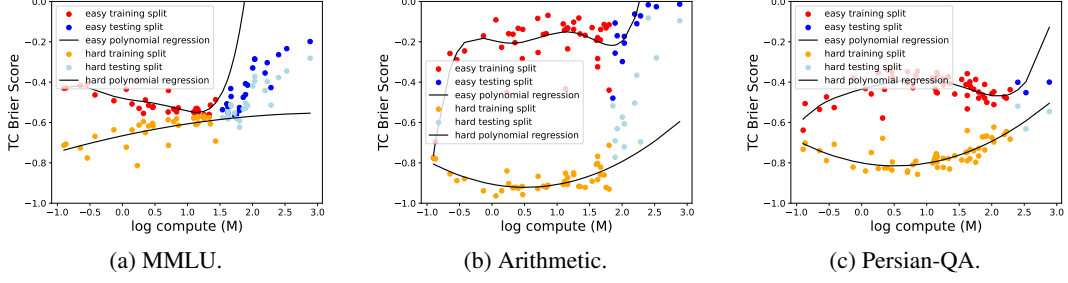 0.0
−0.2
−0.4
−0.6
−0.8
−1.0
TC Brier Score
easy training split
easy testing split
easy polynomial regression
hard training split
hard testing split
hard polynomial regression
−1.0 −0.5 0.0 0.5 1.0 1.5 2.0 2.5 3.0
log compute (M)
(a) MMLU.
0.0
−0.2
−0.4
−0.6
−0.8
−1.0
TC Brier Score
easy training split
easy testing split
easy polynomial regression
hard training split
hard testing split
hard polynomial regression
−1.0 −0.5 0.0 0.5 1.0 1.5 2.0 2.5 3.0
log compute (M)
(b) Arithmetic.
0.0
−0.2
−0.4
−0.6
−0.8
−1.0
TC Brier Score
easy training split
easy testing split
easy polynomial regression
hard training split
hard testing split
hard polynomial regression
−1.0 −0.5 0.0 0.5 1.0 1.5 2.0 2.5 3.0
log compute (M)
(c) Persian-QA.